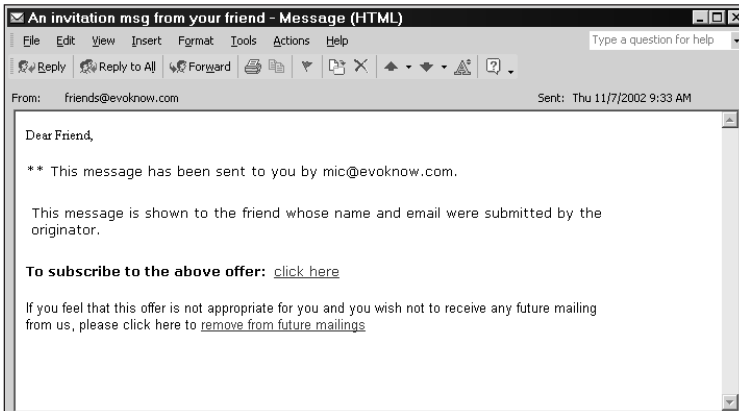 An invitation msg from your friend - Message (HTML)
File Edit View Insert Format Tools Actions Help
Type a question for help
Reply Reply to All Forward
From: friends@evoknow.com
Sent: Thu 11/7/2002 9:33 AM
Dear Friend,
** This message has been sent to you by mic@evoknow.com.
This message is shown to the friend whose name and email were submitted by the
originator.
To subscribe to the above offer: click here
If you feel that this offer is not appropriate for you and you wish not to receive any future mailing
from us, please click here to remove from future mailings